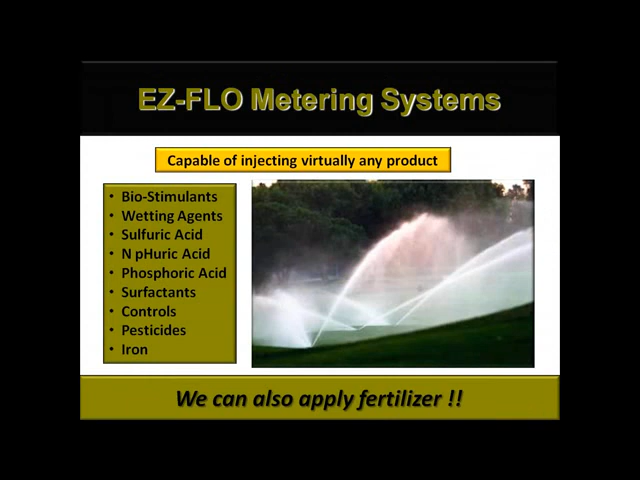 EZ-FLO Metering Systems
Capable of injecting virtually any product
• Bio-Stimulants
• Wetting Agents
• Sulfuric Acid
• N pHuric Acid
• Phosphoric Acid
• Surfactants
• Controls
• Pesticides
• Iron
We can also apply fertilizer !!